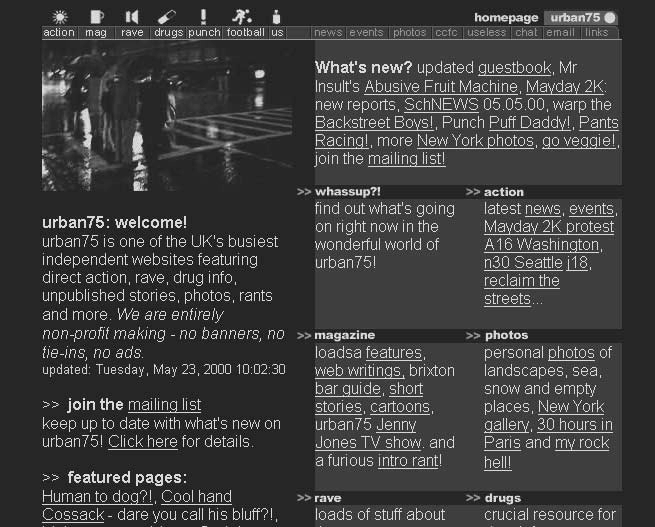 homepage urban75
action mag rave drugs punch football us news events photos ccfc useless chat email links
What's new? updated guestbook, Mr
Insult's Abusive Fruit Machine, Mayday 2K:
new reports, SchNEWS 05.05.00, warp the
Backstreet Boys!, Punch Puff Daddy!, Pants
Racing!, more New York photos, go veggie!,
join the mailing list!
urban75: welcome!
urban75 is one of the UK's busiest
independent websites featuring
direct action, rave, drug info,
unpublished stories, photos, rants
and more. We are entirely
non-profit making - no banners, no
tie-ins, no ads.
updated: Tuesday, May 23, 2000 10:02:30
>> join the mailing list
keep up to date with what's new on
urban75! Click here for details.
>> featured pages:
Human to dog?!, Cool hand
Cossack - dare you call his bluff?!,
>> whassup?!
find out what's going
on right now in the
wonderful world of
urban75!
>> action
latest news, events,
Mayday 2K protest
A16 Washington,
n30 Seattle j18,
reclaim the
streets...
>> magazine
loadsa features,
web writings, brixton
bar guide, short
stories, cartoons,
urban75 Jenny
Jones TV show. and
a furious intro rant!
>> photos
personal photos of
landscapes, sea,
snow and empty
places, New York
gallery, 30 hours in
Paris and my rock
hell!
>> rave
loads of stuff about
>> drugs
crucial resource for